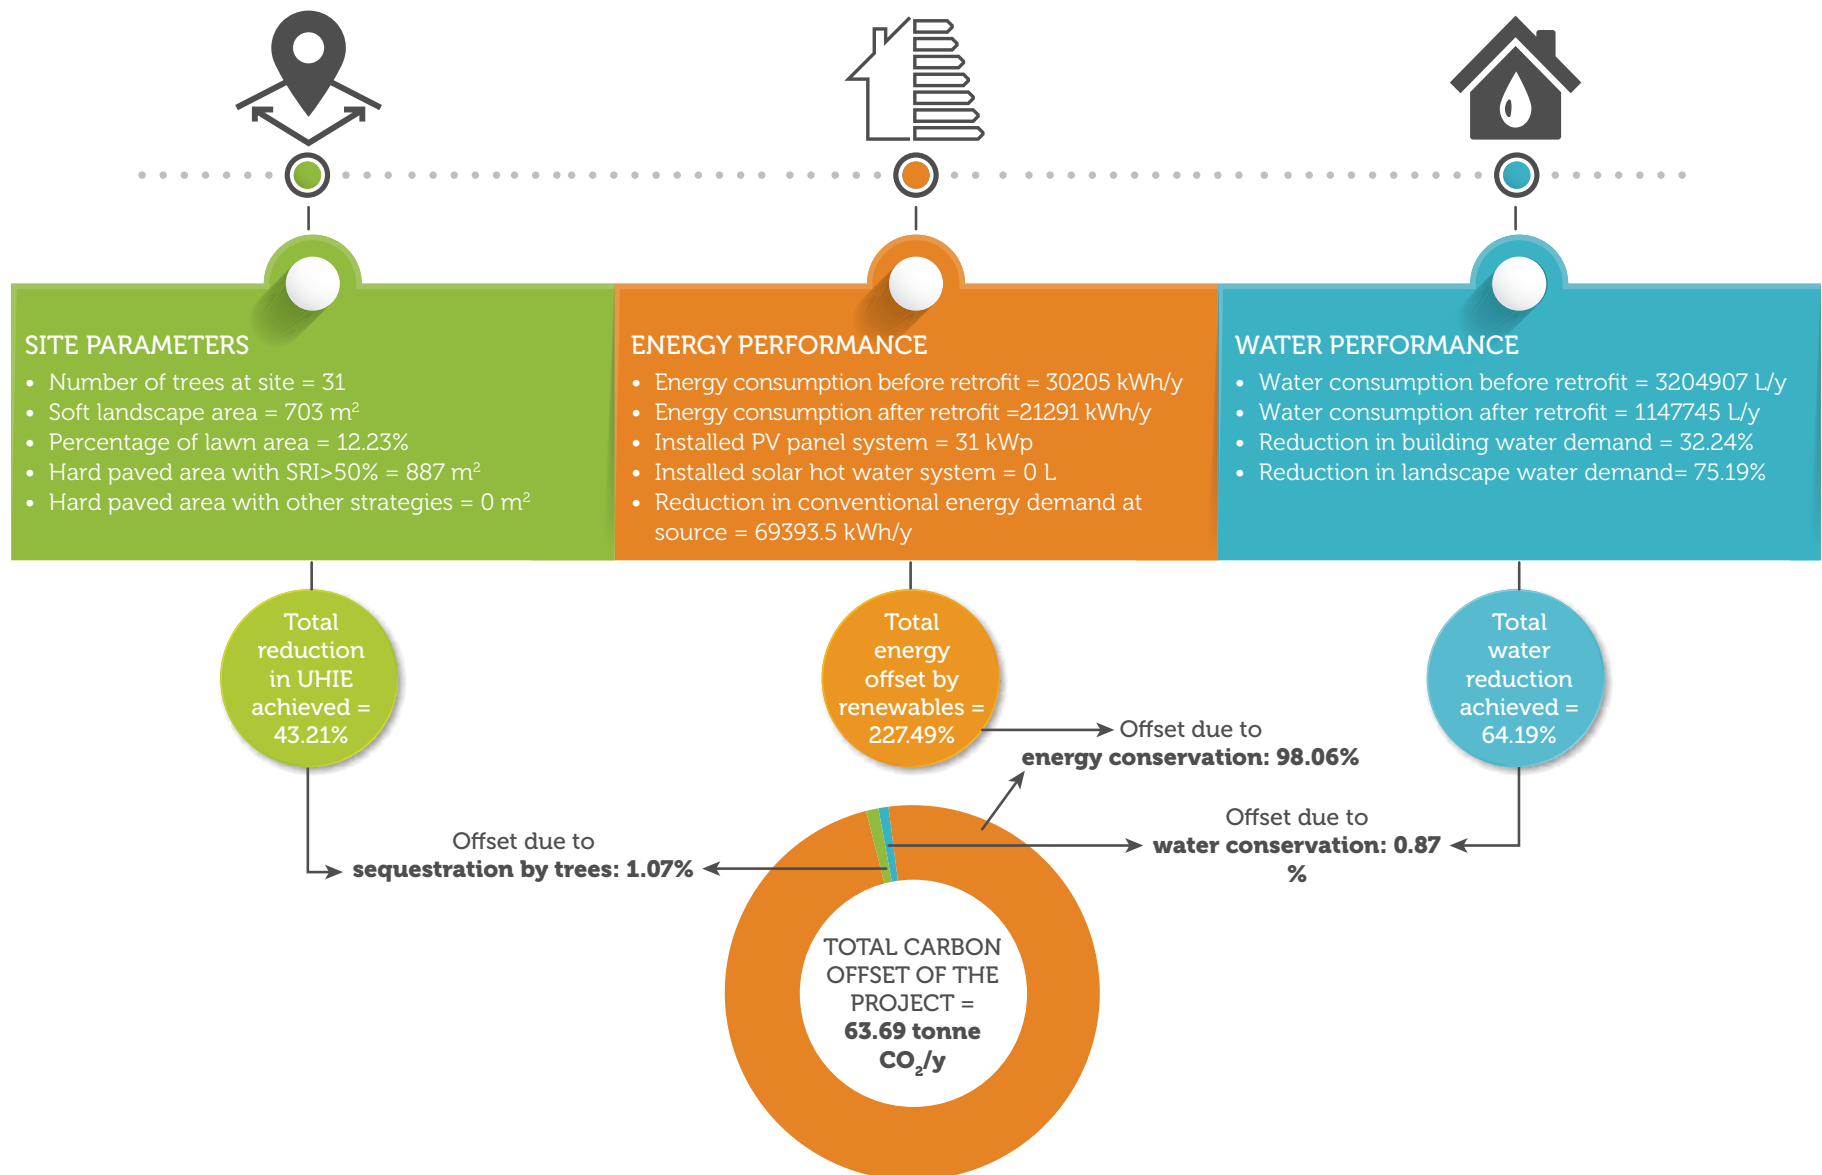 SITE PARAMETERS
• Number of trees at site = 31
• Soft landscape area = 703 m²
• Percentage of lawn area = 12.23%
• Hard paved area with SRI>50% = 887 m²
• Hard paved area with other strategies = 0 m²
ENERGY PERFORMANCE
• Energy consumption before retrofit = 30205 kWh/y
• Energy consumption after retrofit =21291 kWh/y
• Installed PV panel system = 31 kWp
• Installed solar hot water system = 0 L
• Reduction in conventional energy demand at
source = 69393.5 kWh/y
WATER PERFORMANCE
• Water consumption before retrofit = 3204907 L/y
• Water consumption after retrofit = 1147745 L/y
• Reduction in building water demand = 32.24%
• Reduction in landscape water demand= 75.19%
Total
reduction
in UHIE
achieved =
43.21%
Total
energy
offset by
renewables =
227.49%
Total
water
reduction
achieved =
64.19%
Offset due to
energy conservation: 98.06%
Offset due to
water conservation: 0.87
%
Offset due to
sequestration by trees: 1.07%
TOTAL CARBON
OFFSET OF THE
PROJECT =
63.69 tonne
CO₂/y